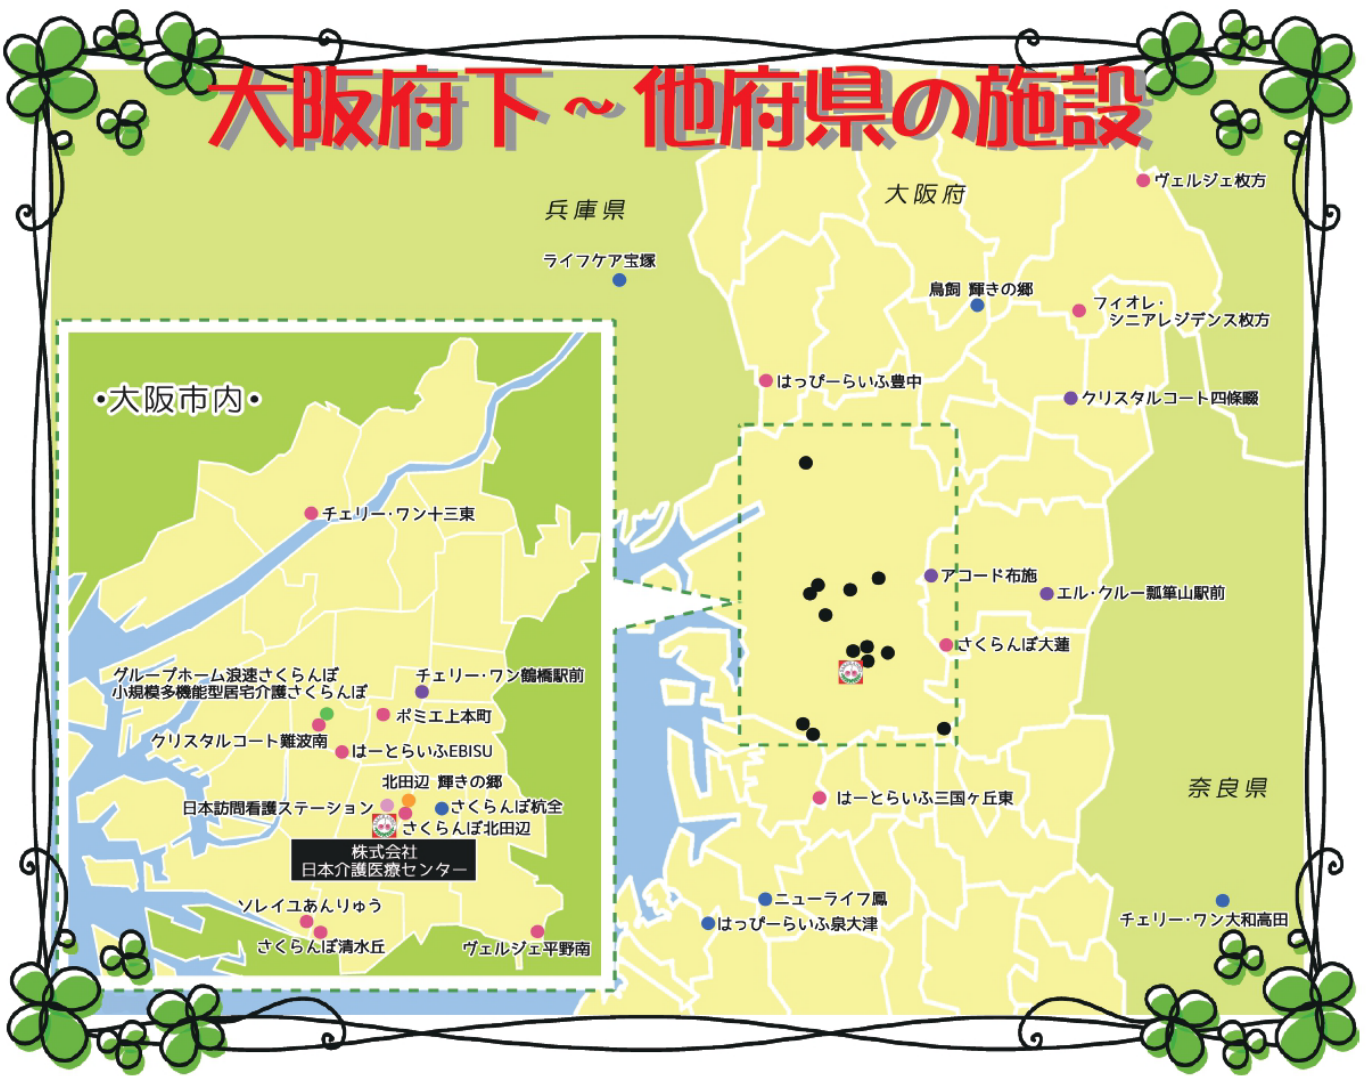 大阪府下~他府県の施設
兵庫県
大阪府
ヴェルジェ枚方
ライフケア宝塚
鳥飼 輝きの郷
フィオレ・
シニアレジデンス枚方
はっぴーらいふ豊中
クリスタルコート四條畷
・大阪市内・
チェリー・ワン十三東
アコード布施
エル・クルー瓢箪山駅前
さくらんぼ大蓮
グループホーム浪速さくらんぼ
小規模多機能型居宅介護さくらんぼ
チェリー・ワン鶴橋駅前
ポミエ上本町
クリスタルコート難波南
はーとらいふEBISU
北田辺 輝きの郷
日本訪問看護ステーション
さくらんぼ杭全
さくらんぼ北田辺
株式会社
日本介護医療センター
はーとらいふ三国ヶ丘東
奈良県
ソレイユあんりゅう
さくらんぼ清水丘
ヴェルジェ平野南
ニューライフ鳳
はっぴーらいふ泉大津
チェリー・ワン大和高田